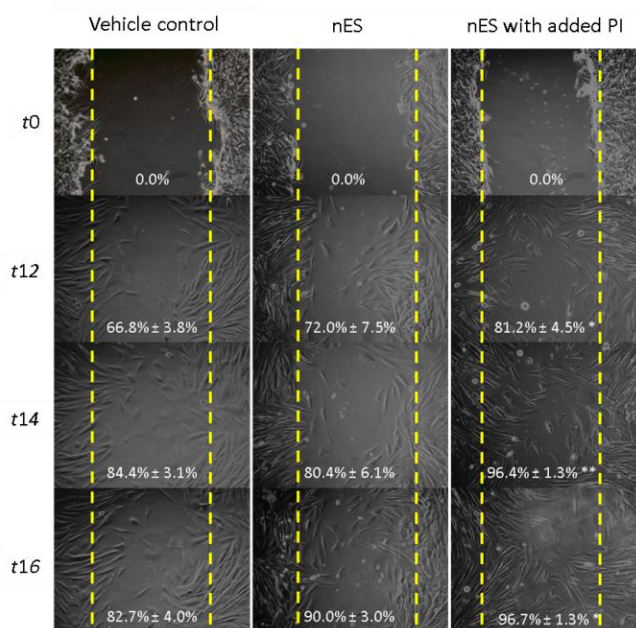 Vehicle control nES nES with added PI
t0 0.0% 0.0% 0.0%
t12 66.8% ± 3.8% 72.0% ± 7.5% 81.2% ± 4.5% *
t14 84.4% ± 3.1% 80.4% ± 6.1% 96.4% ± 1.3% **
t16 82.7% ± 4.0% 90.0% ± 3.0% 96.7% ± 1.3% *